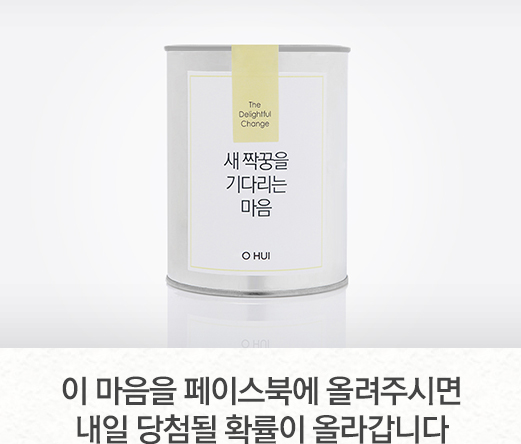 The
Delightful
Change
새 짝꿍을
기다리는
마음
O HUI
이 마음을 페이스북에 올려주시면
내일 당첨될 확률이 올라갑니다